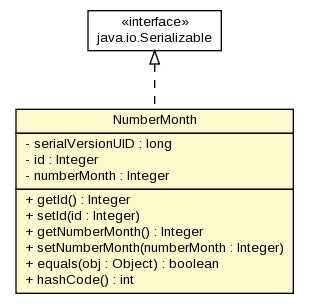 «interface»
java.io.Serializable
NumberMonth
- serialVersionUID : long
- id : Integer
- numberMonth : Integer
+ getId() : Integer
+ setId(id : Integer)
+ getNumberMonth() : Integer
+ setNumberMonth(numberMonth : Integer)
+ equals(obj : Object) : boolean
+ hashCode() : int